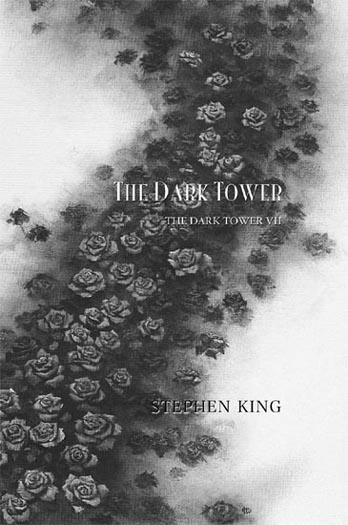 THE DARK TOWER
THE DARK TOWER VII
STEPHEN KING